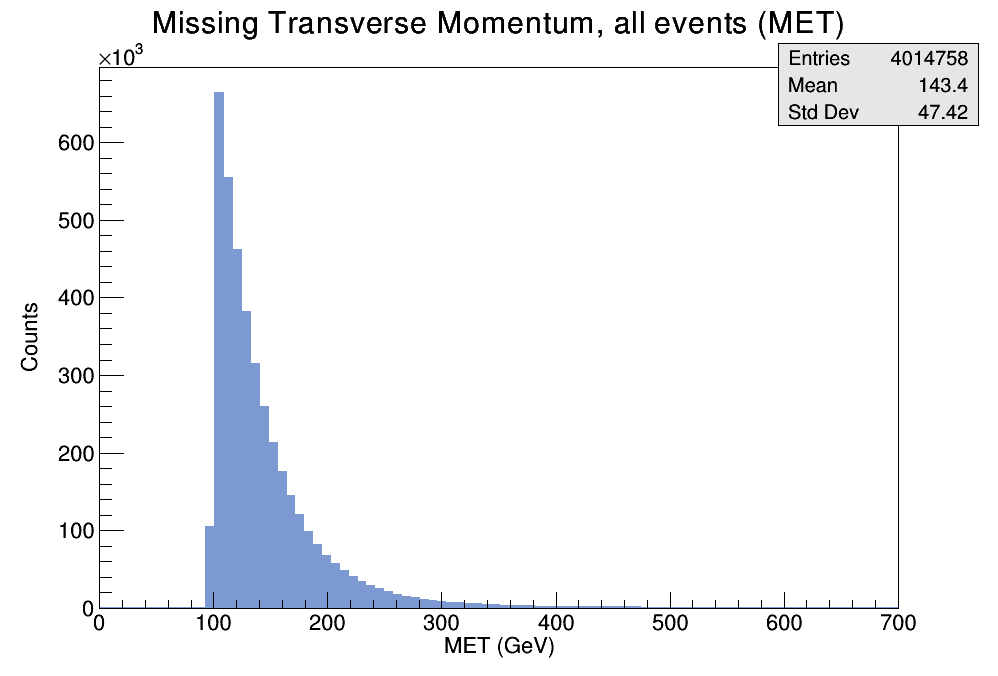 Missing Transverse Momentum, all events (MET)
×10³
Entries 4014758
Mean 143.4
Std Dev 47.42
600
500
400
300
200
100
0
Counts
0 100 200 300 400 500 600 700
MET (GeV)